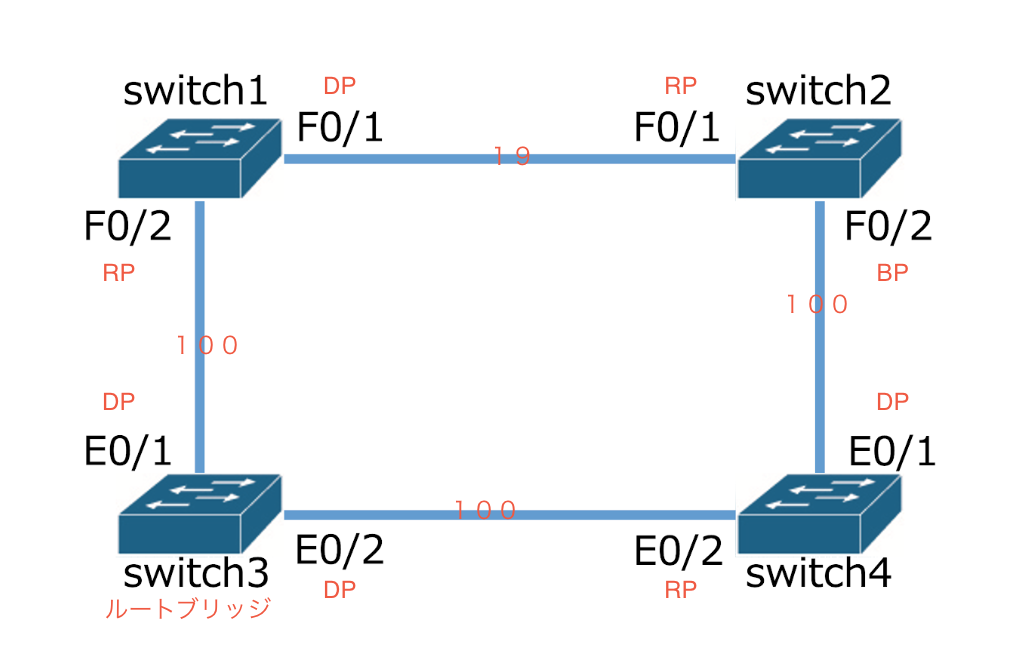 switch1
DP
F0/1
RP
F0/1
switch2
19
F0/2
RP
F0/2
BP
100
100
DP
E0/1
DP
E0/1
switch3
ルートブリッジ
100
E0/2
DP
E0/2
RP
switch4